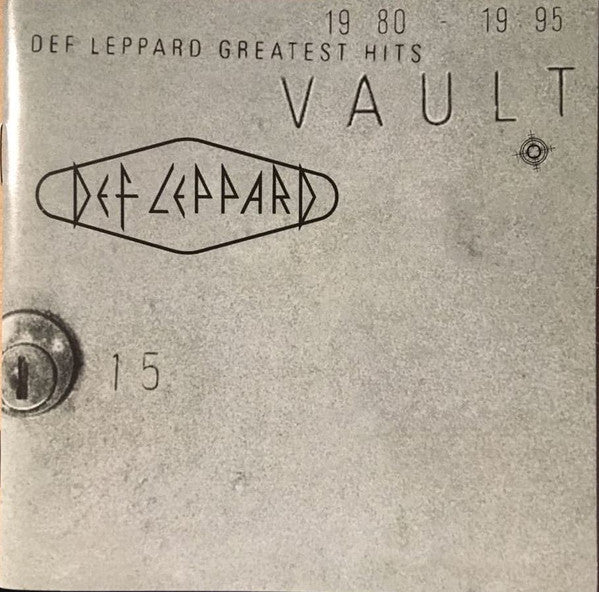 19 80 - 19 95
DEF LEPPARD GREATEST HITS
VAULT
DEF LEPPARD
15